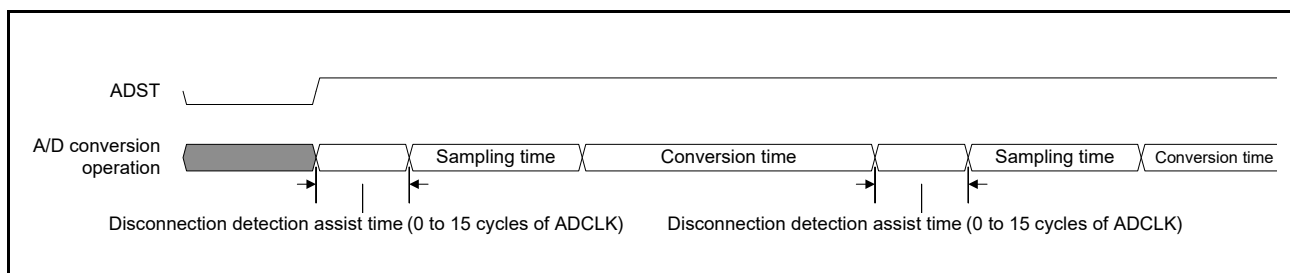 ADST
A/D conversion
operation
Sampling time
Conversion time
Sampling time
Conversion time
Disconnection detection assist time (0 to 15 cycles of ADCLK)
Disconnection detection assist time (0 to 15 cycles of ADCLK)